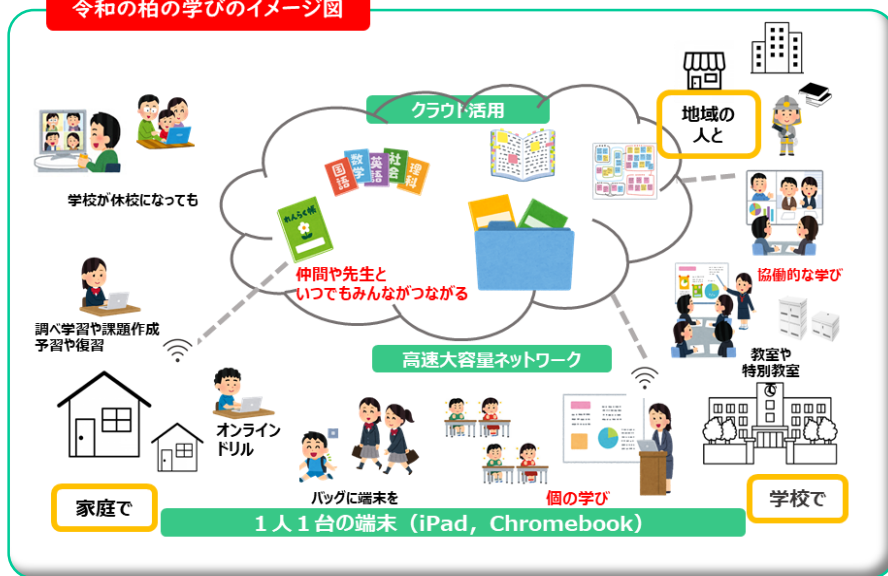 令和の柏の学びのイメージ図
クラウド活用
地域の
人と
国語
数学
英語
社会
理科
れんらく帳
学校が休校になっても
仲間や先生と
いつでもみんながつながる
協働的な学び
調べ学習や課題作成
予習や復習
高速大容量ネットワーク
教室や
特別教室
オンライン
ドリル
バッグに端末を
個の学び
家庭で
学校で
1人1台の端末（iPad，Chromebook）